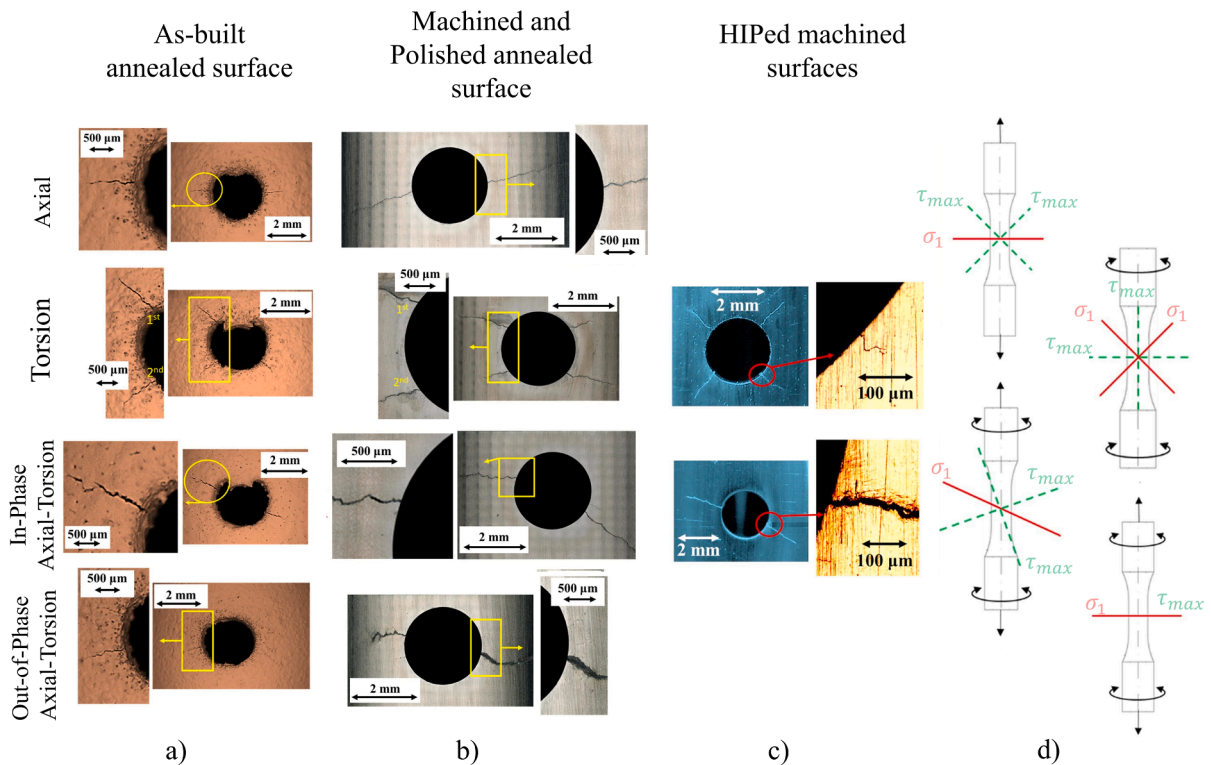 As-built
annealed surface
Machined and
Polished annealed
surface
HIPed machined
surfaces
Axial
500 µm
2 mm
2 mm
500 µm
τmax
τmax
σ1
Torsion
1st
2nd
500 µm
2 mm
500 µm
1st
2nd
2 mm
2 mm
100 µm
τmax
σ1
σ1
τmax
In-Phase
Axial-Torsion
500 µm
2 mm
500 µm
2 mm
2 mm
100 µm
σ1
τmax
τmax
Out-of-Phase
Axial-Torsion
500 µm
2 mm
2 mm
500 µm
σ1
τmax
a)
b)
c)
d)